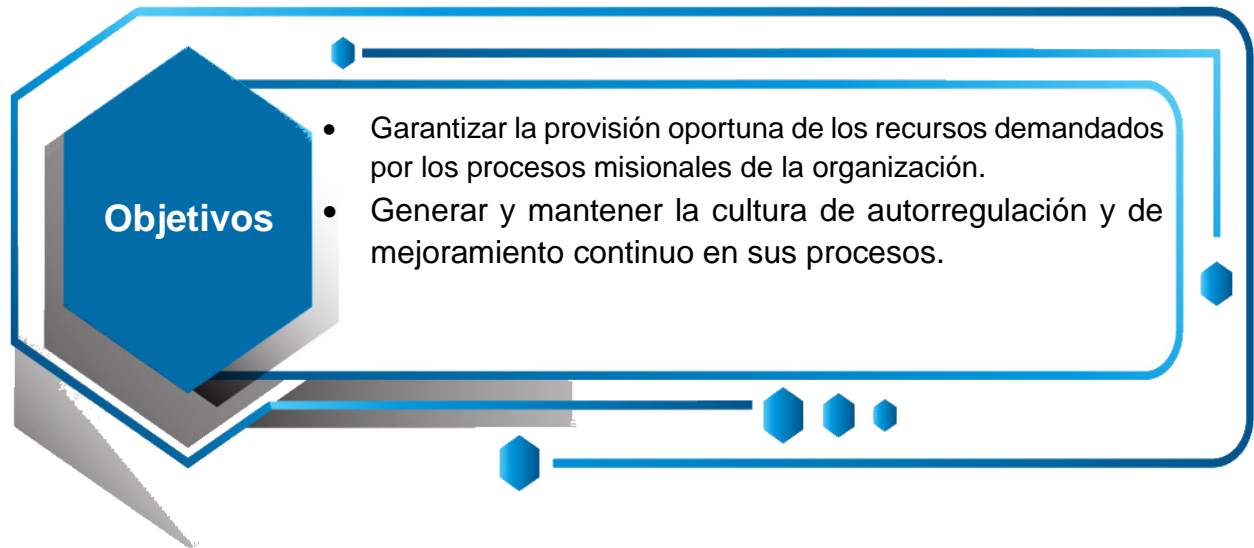 Objetivos
• Garantizar la provisión oportuna de los recursos demandados
por los procesos misionales de la organización.
• Generar y mantener la cultura de autorregulación y de
mejoramiento continuo en sus procesos.